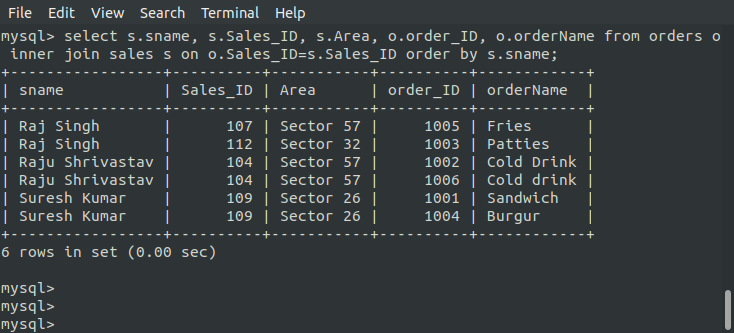 File Edit View Search Terminal Help
mysql> select s.sname, s.Sales_ID, s.Area, o.order_ID, o.orderName from orders o
 inner join sales s on o.Sales_ID=s.Sales_ID order by s.sname;
+----------------+----------+-----------+----------+------------+
| sname          | Sales_ID | Area      | order_ID | orderName  |
+----------------+----------+-----------+----------+------------+
| Raj Singh      |      107 | Sector 57 |     1005 | Fries      |
| Raj Singh      |      112 | Sector 32 |     1003 | Patties    |
| Raju Shrivastav |      104 | Sector 57 |     1002 | Cold Drink |
| Raju Shrivastav |      104 | Sector 57 |     1006 | Cold drink |
| Suresh Kumar   |      109 | Sector 26 |     1001 | Sandwich   |
| Suresh Kumar   |      109 | Sector 26 |     1004 | Burgur     |
+----------------+----------+-----------+----------+------------+
6 rows in set (0.00 sec)
mysql>
mysql>
mysql>